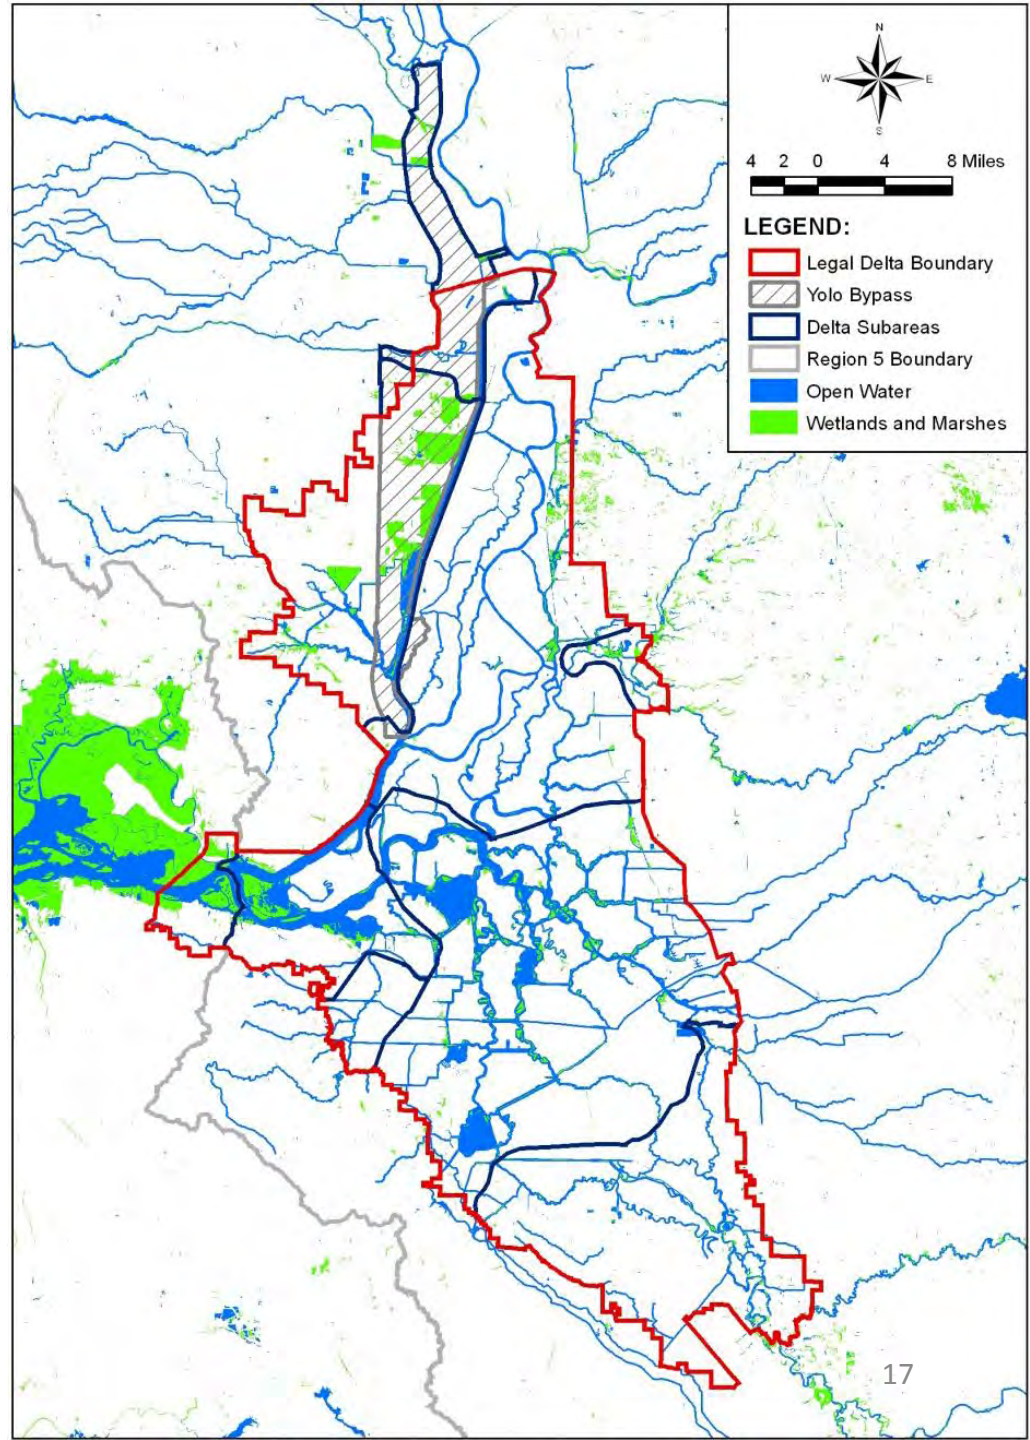 N
W E
S
4 2 0 4 8 Miles
LEGEND:
Legal Delta Boundary
Yolo Bypass
Delta Subareas
Region 5 Boundary
Open Water
Wetlands and Marshes
17